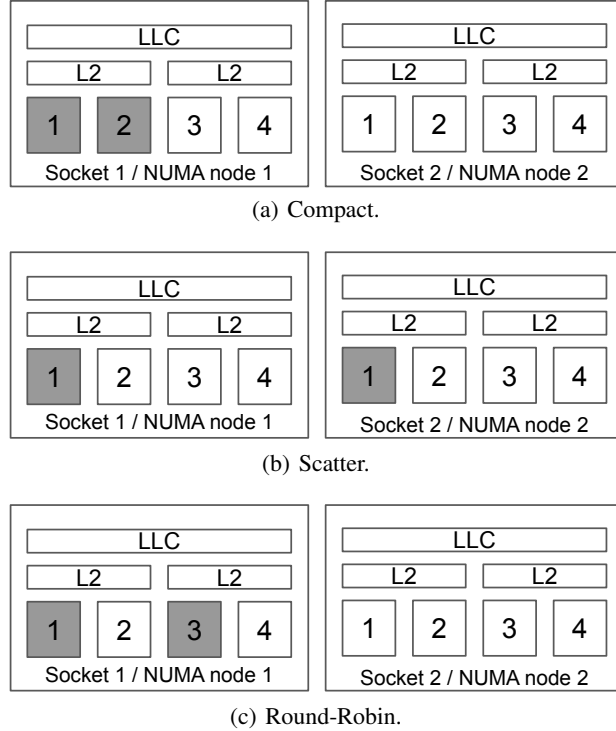 LLC LLC
L2 L2 L2 L2
1 2 3 4 1 2 3 4
Socket 1 / NUMA node 1 Socket 2 / NUMA node 2
(a) Compact.
LLC LLC
L2 L2 L2 L2
1 2 3 4 1 2 3 4
Socket 1 / NUMA node 1 Socket 2 / NUMA node 2
(b) Scatter.
LLC LLC
L2 L2 L2 L2
1 2 3 4 1 2 3 4
Socket 1 / NUMA node 1 Socket 2 / NUMA node 2
(c) Round-Robin.